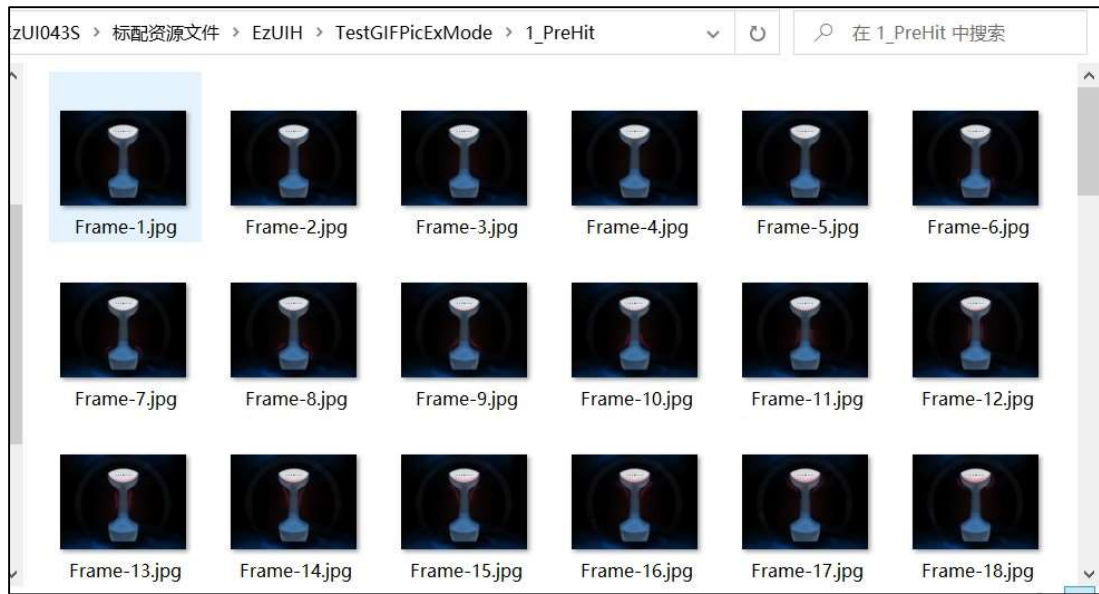 zUI043S > 标配资源文件 > EzUIH > TestGIFPicExMode > 1_PreHit
在 1_PreHit 中搜索
Frame-1.jpg Frame-2.jpg Frame-3.jpg Frame-4.jpg Frame-5.jpg Frame-6.jpg
Frame-7.jpg Frame-8.jpg Frame-9.jpg Frame-10.jpg Frame-11.jpg Frame-12.jpg
Frame-13.jpg Frame-14.jpg Frame-15.jpg Frame-16.jpg Frame-17.jpg Frame-18.jpg